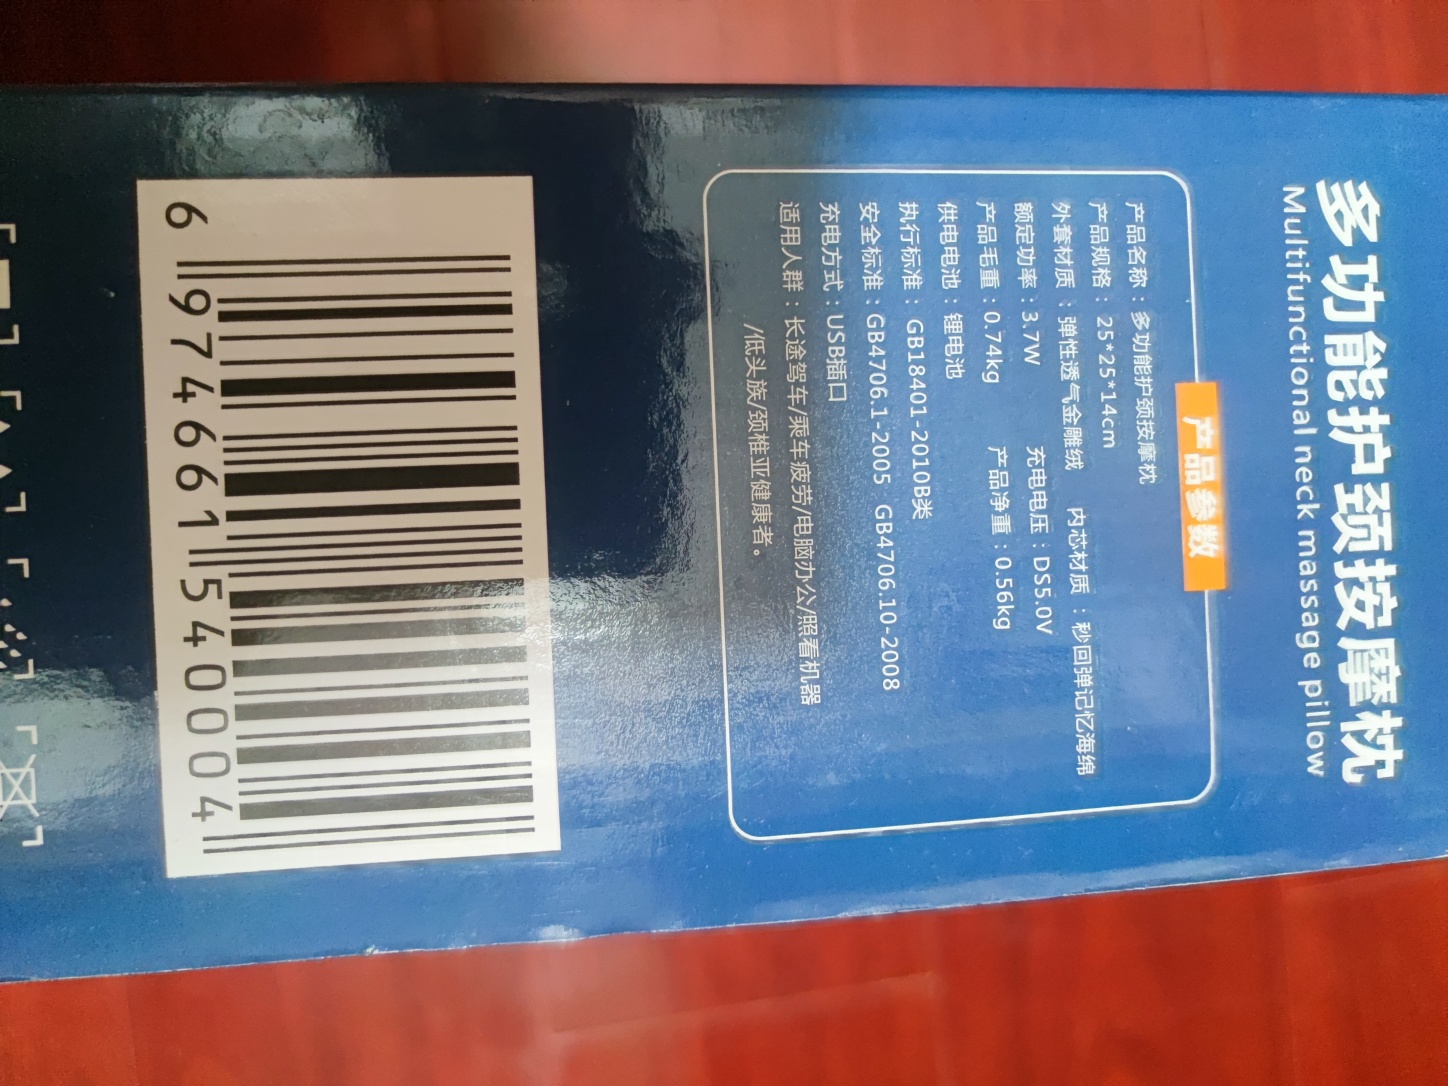 多功能护颈按摩枕
Multifunctional neck massage pillow
产品参数
产品名称：多功能护颈按摩枕
产品规格：25*25*14cm
外套材质：弹性透气金雕绒 内芯材质：秒回弹记忆海绵
额定功率：3.7W 充电电压：DS5.0V
产品毛重：0.74kg 产品净重：0.56kg
供电电池：锂电池
执行标准：GB18401-2010B类
安全标准：GB4706.1-2005 GB4706.10-2008
充电方式：USB插口
适用人群：长途驾车/乘车疲劳/电脑办公/照看机器
/低头族/颈椎亚健康者。
6 974661 540004